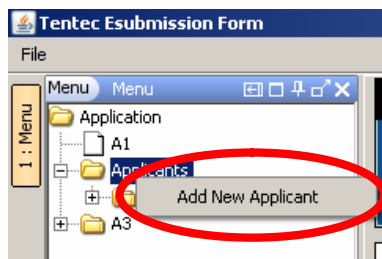 Tentec Esubmission Form
File
1 : Menu
Menu Menu
Application
A1
Applicants
Add New Applicant
A3